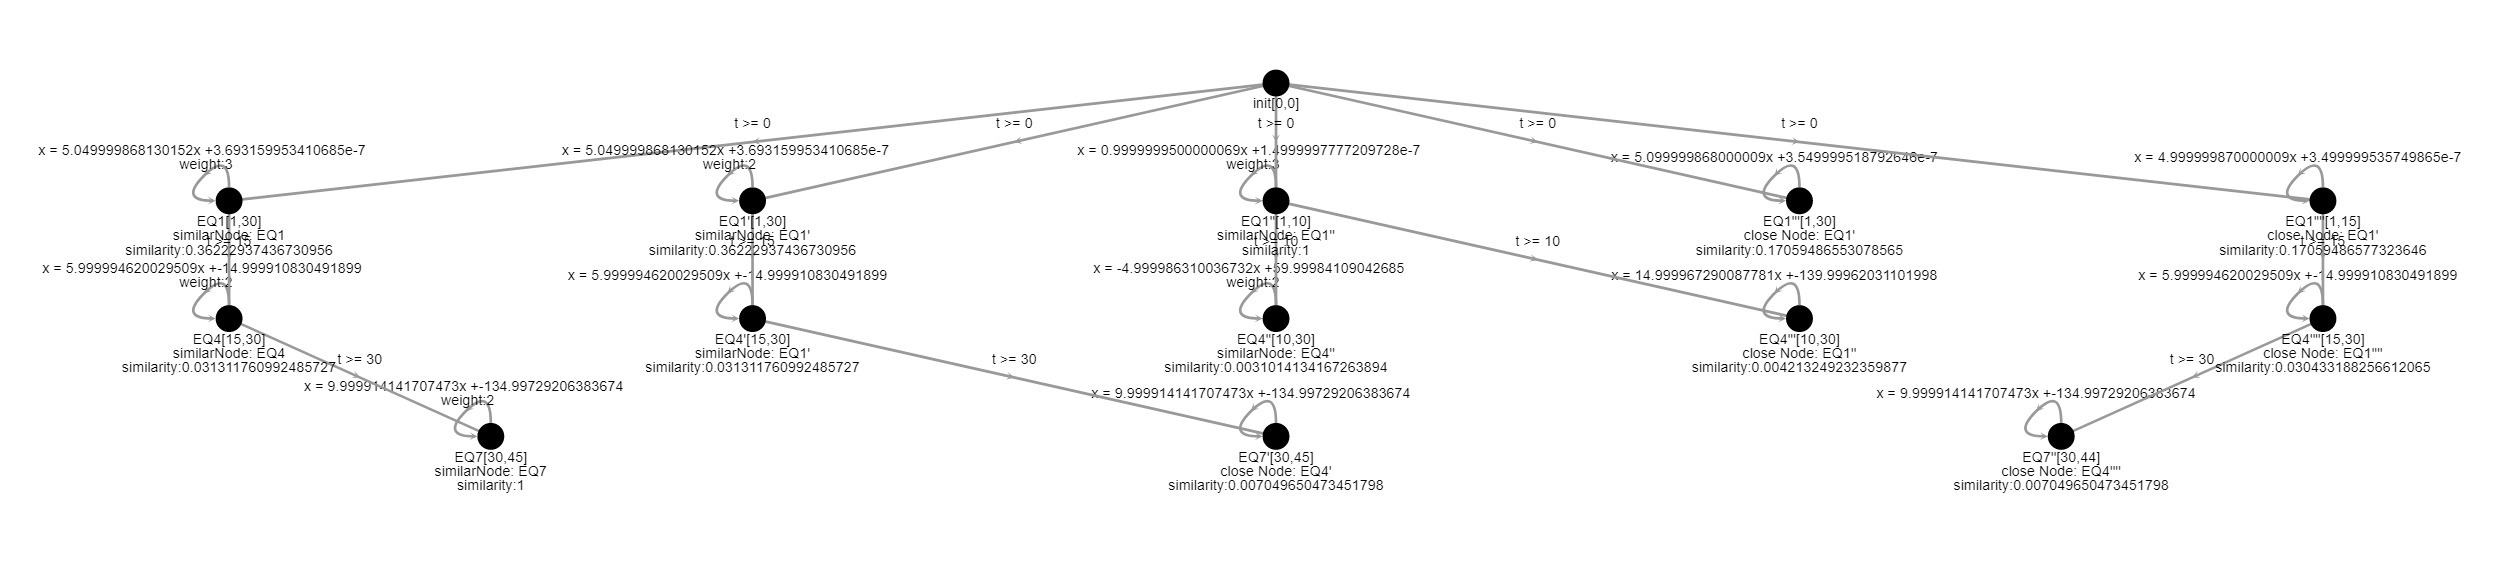 init[0,0]
t >= 0
t >= 0
t >= 0
t >= 0
t >= 0
x = 5.049999868130152x +3.693159953410685e-7
weight:3
x = 5.049999868130152x +3.693159953410685e-7
weight:2
x = 0.9999999500000069x +1.4999997777209728e-7
weight:3
x = 5.099999868000009x +3.549999518792646e-7
x = 4.999999870000009x +3.499999535749865e-7
EQ1[1,30]
similarNode: EQ1
similarity:0.36222937436730956
t >= 15
EQ1'[1,30]
similarNode: EQ1'
similarity:0.36222937436730956
t >= 15
EQ1''[1,10]
similarNode: EQ1''
similarity:1
t >= 10
t >= 10
EQ1'''[1,30]
close Node: EQ1'
similarity:0.17059486553078565
EQ1''''[1,15]
close Node: EQ1'
similarity:0.17059486577323646
t >= 15
x = 5.999994620029509x +-14.999910830491899
weight:2
x = 5.999994620029509x +-14.999910830491899
x = -4.999986310036732x +59.99984109042685
weight:2
x = 14.999967290087781x +-139.99962031101998
x = 5.999994620029509x +-14.999910830491899
EQ4[15,30]
similarNode: EQ4
similarity:0.031311760992485727
t >= 30
EQ4'[15,30]
similarNode: EQ1'
similarity:0.031311760992485727
t >= 30
EQ4''[10,30]
similarNode: EQ4''
similarity:0.0031014134167263894
EQ4'''[10,30]
close Node: EQ1''
similarity:0.004213249232359877
EQ4''''[15,30]
close Node: EQ1''''
similarity:0.030433188256612065
t >= 30
x = 9.999914141707473x +-134.99729206383674
weight:2
x = 9.999914141707473x +-134.99729206383674
x = 9.999914141707473x +-134.99729206383674
EQ7[30,45]
similarNode: EQ7
similarity:1
EQ7'[30,45]
close Node: EQ4'
similarity:0.007049650473451798
EQ7''[30,44]
close Node: EQ4''''
similarity:0.007049650473451798